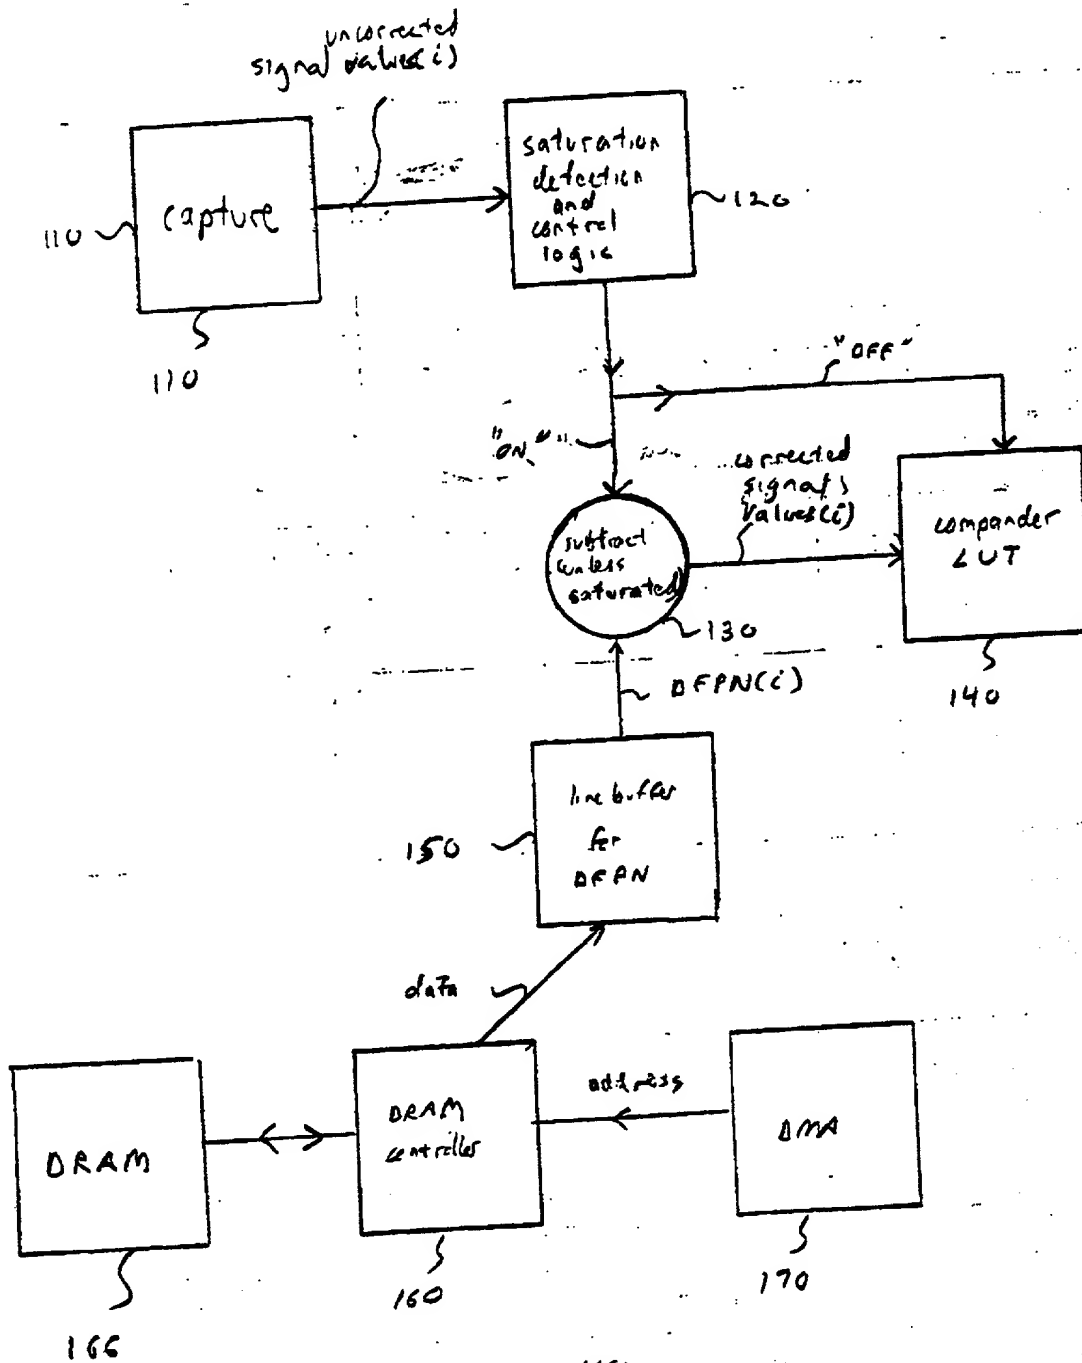 uncorrected
signal values(i)
capture
110
110
saturation
detection
and
control
logic
120
"OFF"
"ON"
corrected
signals
values(i)
subtract
(unless
saturated)
130
compander
LUT
140
DFPN(i)
line buffer
for
DFPN
150
data
DRAM
166
DRAM
controller
160
address
DMA
170